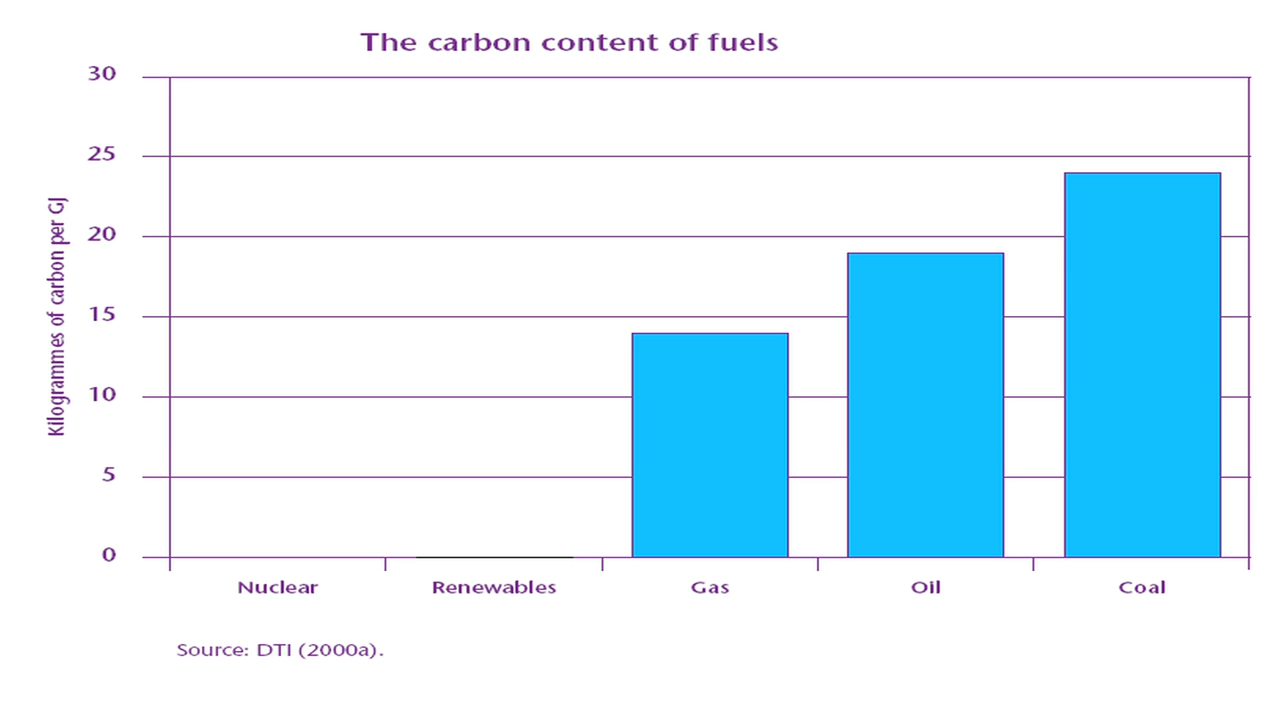 The carbon content of fuels
30
25
20
15
10
5
0
Kilogrammes of carbon per GJ
Nuclear Renewables Gas Oil Coal
Source: DTI (2000a).